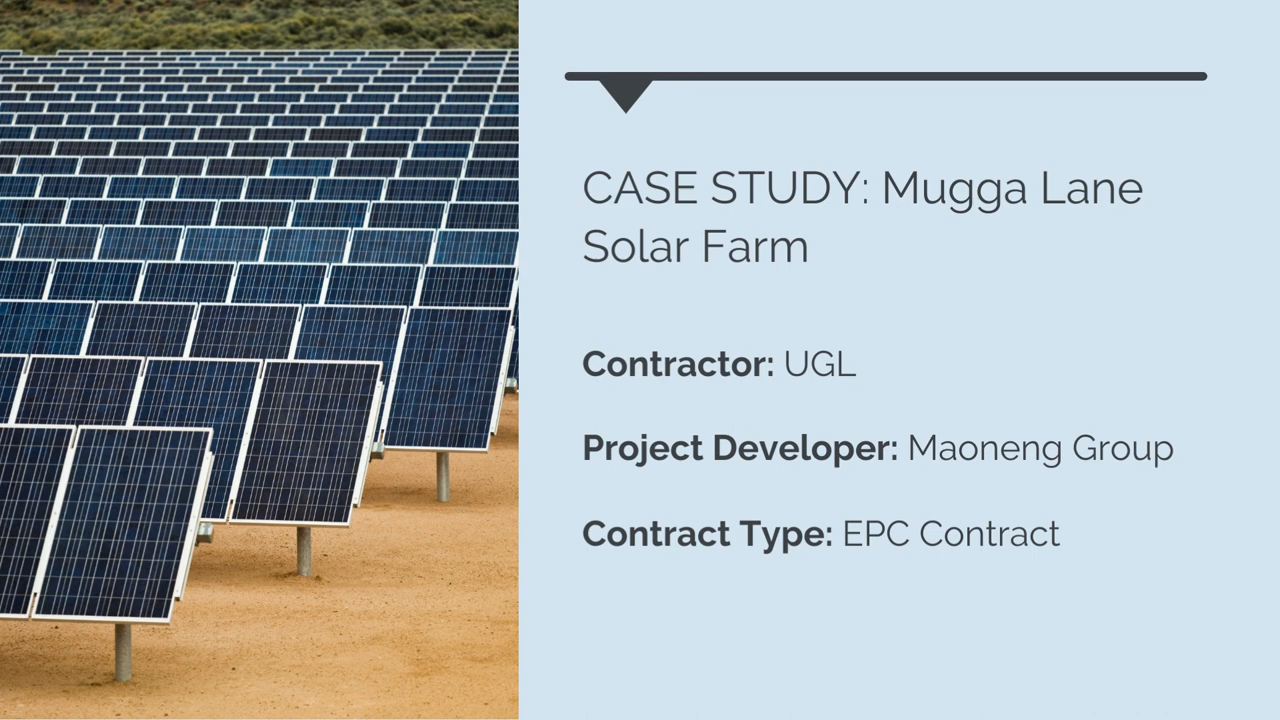 CASE STUDY: Mugga Lane
Solar Farm
Contractor: UGL
Project Developer: Maoneng Group
Contract Type: EPC Contract